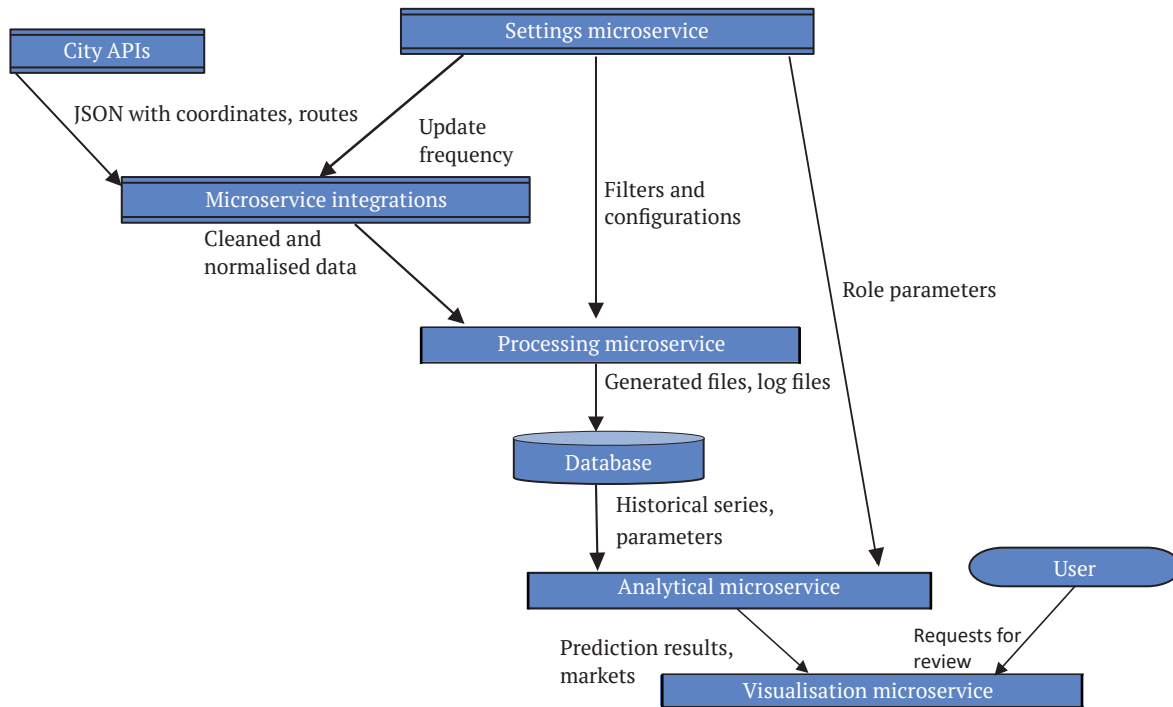 Settings microservice
City APIs
JSON with coordinates, routes
Update
frequency
Microservice integrations
Filters and
configurations
Cleaned and
normalised data
Role parameters
Processing microservice
Generated files, log files
Database
Historical series,
parameters
User
Analytical microservice
Prediction results,
markets
Requests for
review
Visualisation microservice